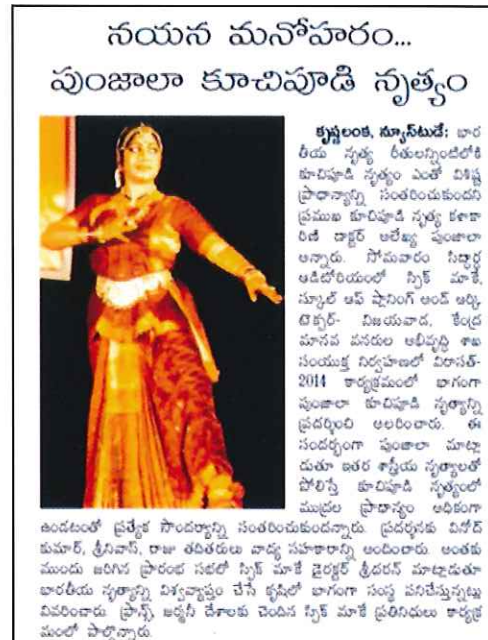 నయన మనోహరం...
పుంజాలా కూచిపూడి నృత్యం
కృష్ణలంక, న్యూస్‌టుడే: భార
తీయ నృత్య రీతులన్నింటిలోకి
కూచిపూడి నృత్యం ఎంతో విశిష్ట
ప్రాధాన్యాన్ని సంతరించుకుందని
ప్రముఖ కూచిపూడి నృత్య కళాకా
రిణి డాక్టర్ అలేఖ్య పుంజాలా
అన్నారు. సోమవారం సిద్ధార్థ
ఆడిటోరియంలో స్పిక్ మాకే,
స్కూల్ ఆఫ్ ప్లానింగ్ అండ్ ఆర్కి
టెక్చర్- విజయవాడ, కేంద్ర
మానవ వనరుల అభివృద్ధి శాఖ
సంయుక్త నిర్వహణలో విరాసత్-
2014 కార్యక్రమంలో భాగంగా
పుంజాలా కూచిపూడి నృత్యాన్ని
ప్రదర్శించి అలరించారు. ఈ
సందర్భంగా పుంజాలా మాట్లా
డుతూ ఇతర శాస్త్రీయ నృత్యాలతో
పోలిస్తే కూచిపూడి నృత్యంలో
ముద్రల ప్రాధాన్యం అధికంగా
ఉండటంతో ప్రత్యేక సౌందర్యాన్ని సంతరించుకుందన్నారు. ప్రదర్శనకు వినోద్
కుమార్, శ్రీనివాస్, రాజు తదితరులు వాద్య సహకారాన్ని అందించారు. అంతకు
ముందు జరిగిన ప్రారంభ సభలో స్పిక్ మాకే డైరెక్టర్ శ్రీధరన్ మాట్లాడుతూ
భారతీయ నృత్యాన్ని విశ్వవ్యాప్తం చేసే కృషిలో భాగంగా సంస్థ పనిచేస్తున్నట్లు
వివరించారు. ఫ్రాన్స్, జర్మనీ దేశాలకు చెందిన స్పిక్ మాకే ప్రతినిధులు కార్యక్ర
మంలో పాల్గొన్నారు.